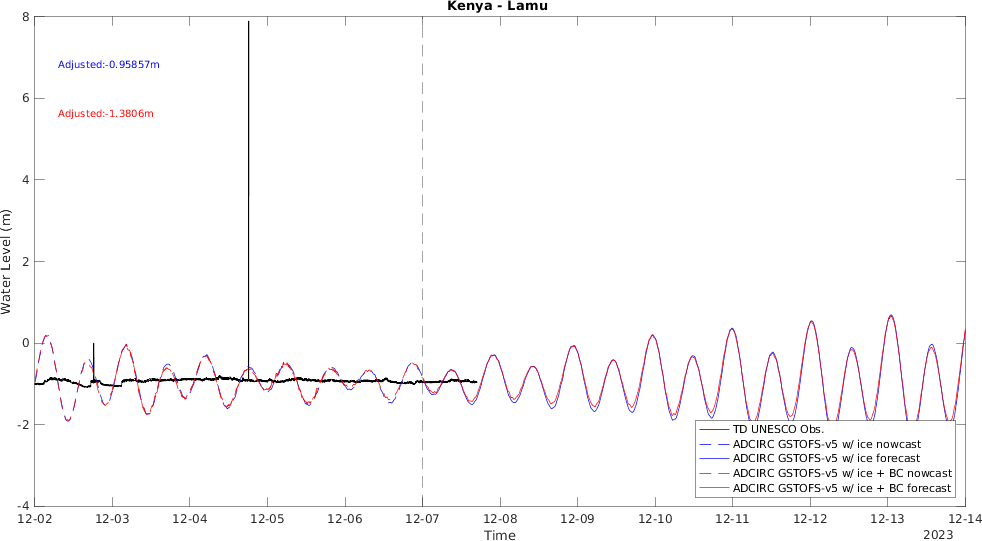 Kenya - Lamu
Adjusted:-0.95857m
Adjusted:-1.3806m
Water Level (m)
8
6
4
2
0
-2
-4
12-02 12-03 12-04 12-05 12-06 12-07 12-08 12-09 12-10 12-11 12-12 12-13 12-14
Time
2023
TD UNESCO Obs.
ADCIRC GSTOFS-v5 w/ ice nowcast
ADCIRC GSTOFS-v5 w/ ice forecast
ADCIRC GSTOFS-v5 w/ ice + BC nowcast
ADCIRC GSTOFS-v5 w/ ice + BC forecast